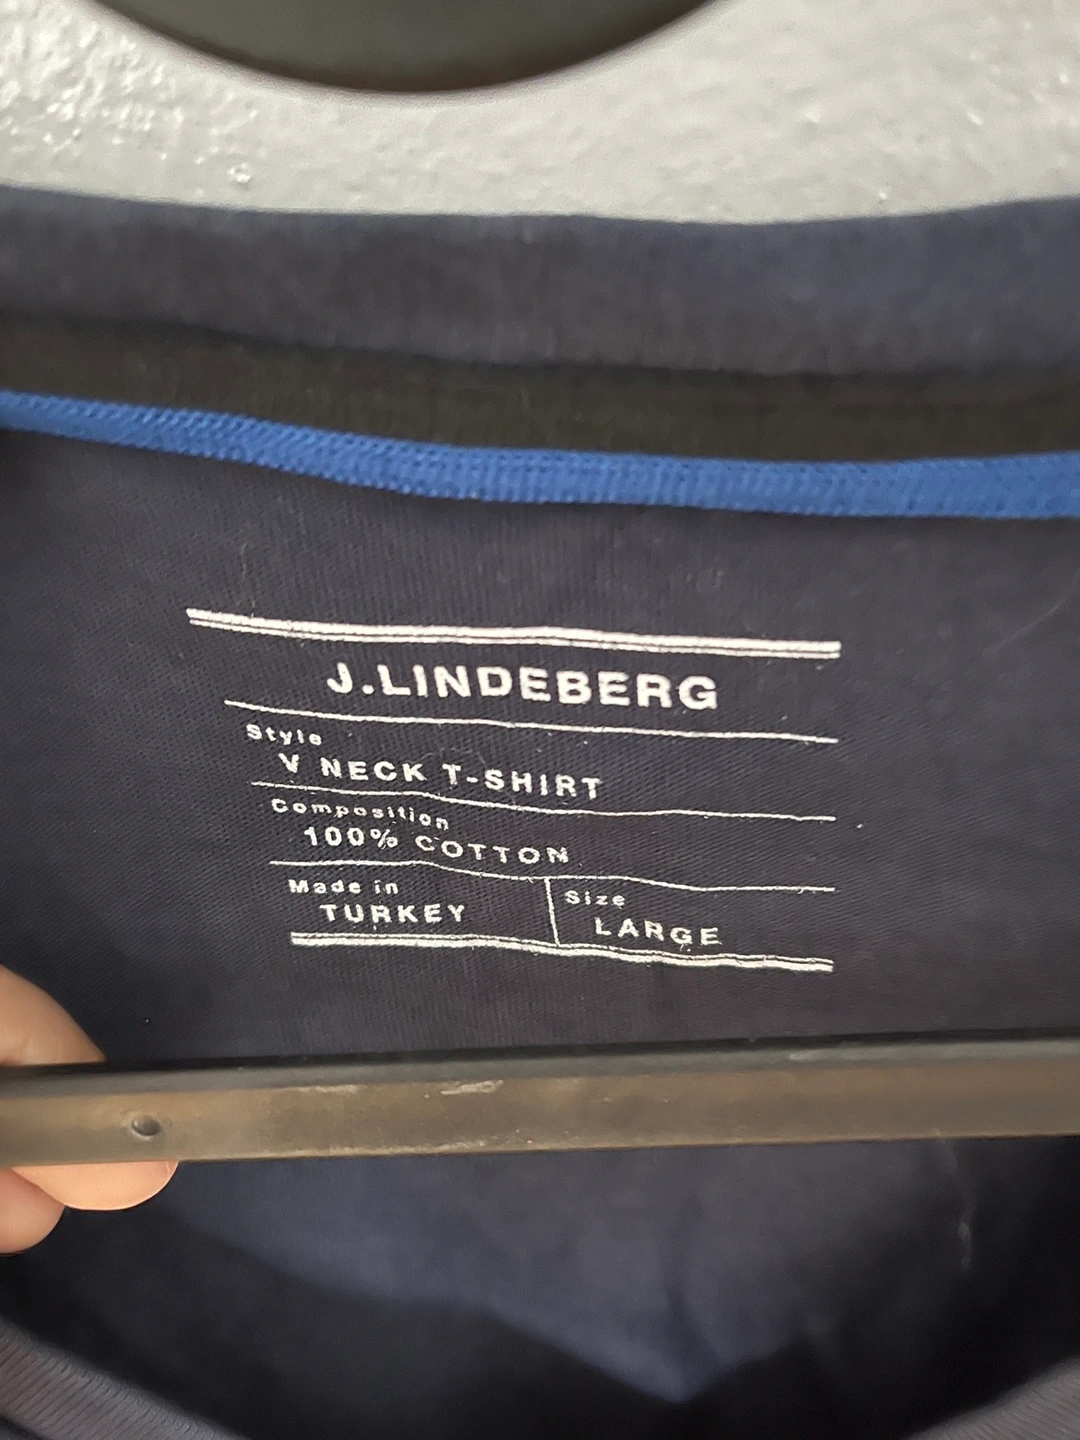 J.LINDEBERG
Style
V NECK T-SHIRT
Composition
100% COTTON
Made in
TURKEY
Size
LARGE